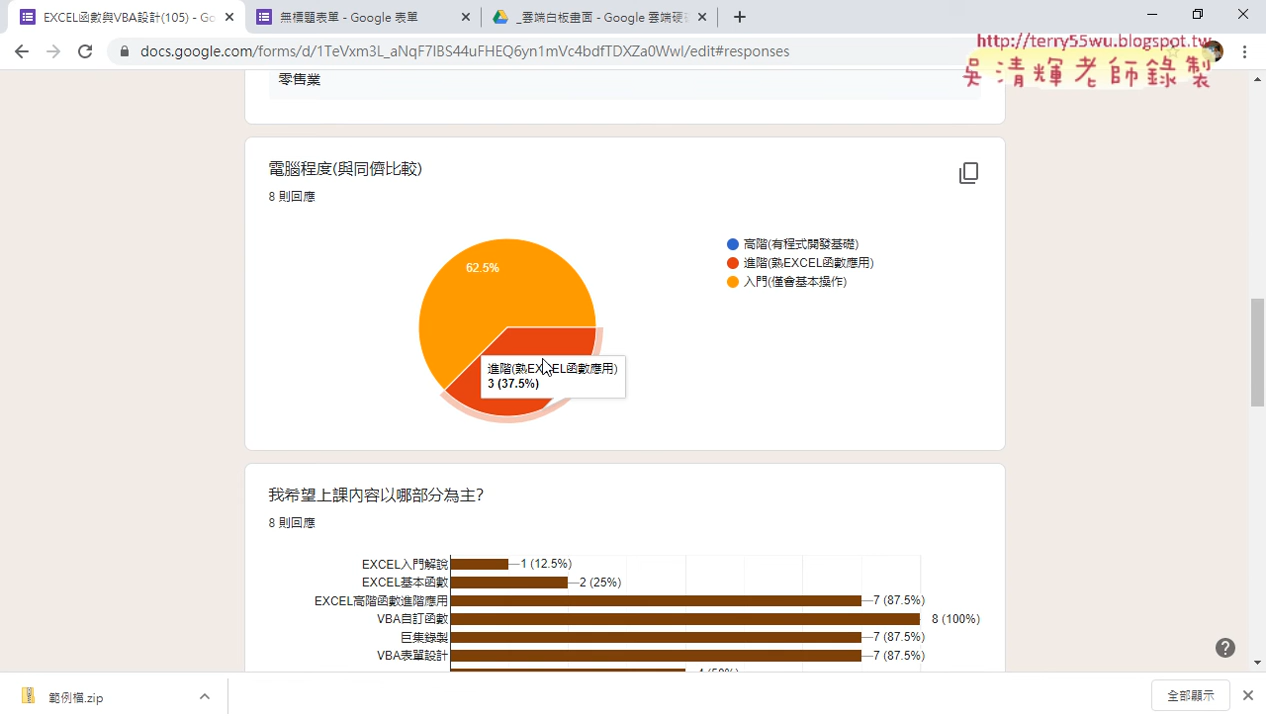 EXCEL函數與VBA設計(105) - Go
無標題表單 - Google 表單
_雲端白板畫面 - Google 雲端硬
docs.google.com/forms/d/1TeVxm3L_aNqF7IBS44uFHEQ6yn1mVc4bdfTDXZa0WwI/edit#responses
http://terry55wu.blogspot.tw
吳清輝老師錄製
零售業
電腦程度(與同儕比較)
8 則回應
62.5%
高階(有程式開發基礎)
進階(熟EXCEL函數應用)
入門(僅會基本操作)
進階(熟EXCEL函數應用)
3 (37.5%)
我希望上課內容以哪部分為主?
8 則回應
EXCEL入門解說 1 (12.5%)
EXCEL基本函數 2 (25%)
EXCEL高階函數進階應用 7 (87.5%)
VBA自訂函數 8 (100%)
巨集錄製 7 (87.5%)
VBA表單設計 7 (87.5%)
範例檔.zip
全部顯示